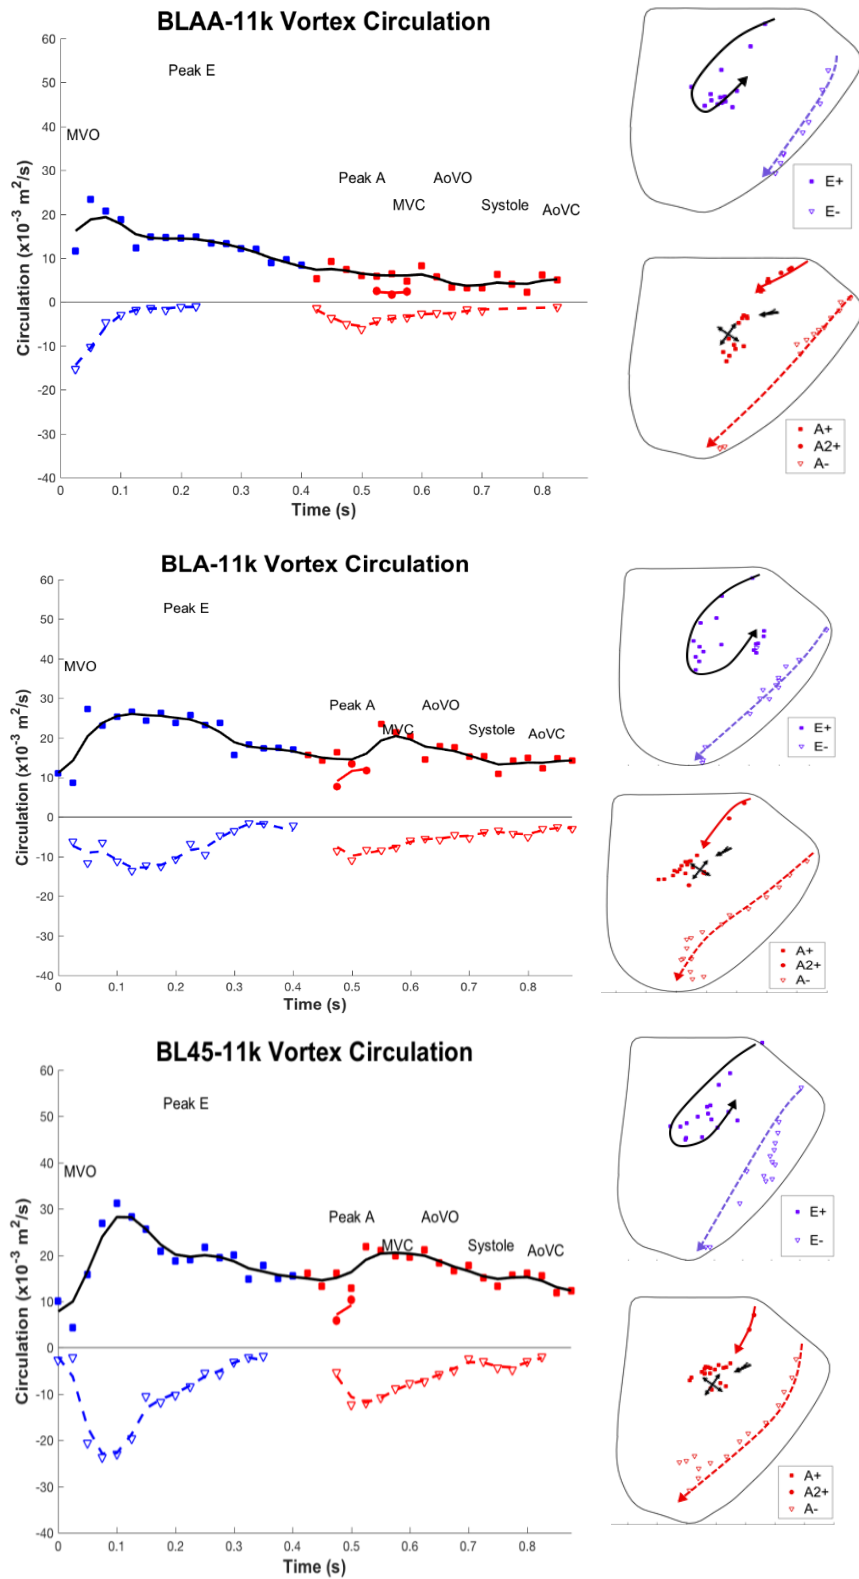 BLAA-11k Vortex Circulation
60
50
40
30
20
10
0
-10
-20
-30
-40
Circulation (x10⁻³ m²/s)
Peak E
MVO
Peak A
AoVO
MVC
Systole
AoVC
0 0.1 0.2 0.3 0.4 0.5 0.6 0.7 0.8
Time (s)
E+
E-
A+
A2+
A-
BLA-11k Vortex Circulation
60
50
40
30
20
10
0
-10
-20
-30
-40
Circulation (x10⁻³ m²/s)
Peak E
MVO
Peak A
AoVO
MVC
Systole
AoVC
0 0.1 0.2 0.3 0.4 0.5 0.6 0.7 0.8
Time (s)
E+
E-
A+
A2+
A-
BL45-11k Vortex Circulation
60
50
40
30
20
10
0
-10
-20
-30
-40
Circulation (x10⁻³ m²/s)
Peak E
MVO
Peak A
AoVO
MVC
Systole
AoVC
0 0.1 0.2 0.3 0.4 0.5 0.6 0.7 0.8
Time (s)
E+
E-
A+
A2+
A-